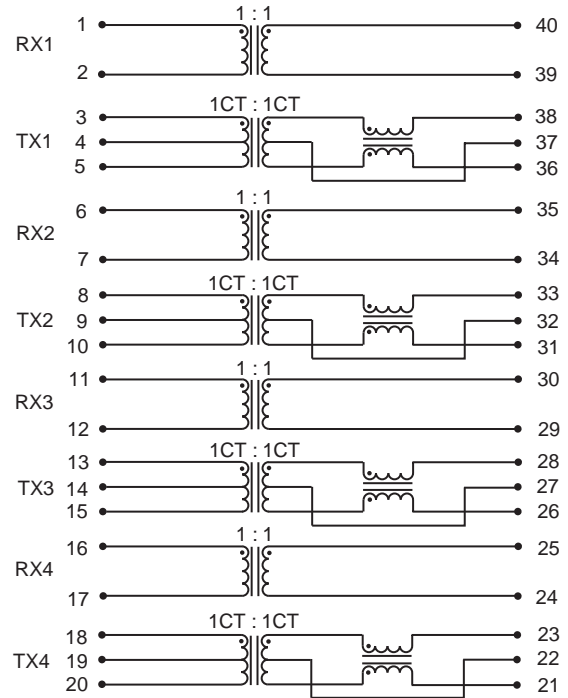 1 : 1
1 40
RX1
2 39
1CT : 1CT
3 38
TX1 4 37
5 36
1 : 1
6 35
RX2
7 34
1CT : 1CT
8 33
TX2 9 32
10 31
1 : 1
11 30
RX3
12 29
1CT : 1CT
13 28
TX3 14 27
15 26
1 : 1
16 25
RX4
17 24
1CT : 1CT
18 23
TX4 19 22
20 21